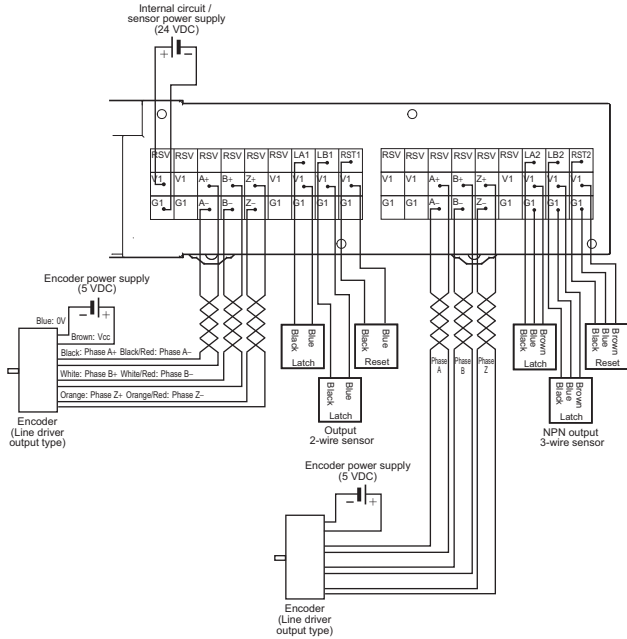 Internal circuit /
sensor power supply
(24 VDC)
+ −
RSV RSV RSV RSV RSV RSV LA1 LB1 RST1
V1 V1 A+ B+ Z+ V1 V1 V1 V1
G1 G1 A− B− Z− G1 G1 G1 G1
RSV RSV RSV RSV RSV RSV LA2 LB2 RST2
V1 V1 A+ B+ Z+ V1 V1 V1 V1
G1 G1 A− B− Z− G1 G1 G1 G1
Encoder power supply
(5 VDC)
− +
Blue: 0V
Brown: Vcc
Black: Phase A+ Black/Red: Phase A−
White: Phase B+ White/Red: Phase B−
Orange: Phase Z+ Orange/Red: Phase Z−
Encoder
(Line driver
output type)
Black
Blue
Latch
Black
Blue
Latch
Output
2-wire sensor
Black
Blue
Reset
Phase
A
Phase
B
Phase
Z
Black
Blue
Brown
Latch
Black
Blue
Brown
Latch
NPN output
3-wire sensor
Black
Blue
Brown
Reset
Encoder power supply
(5 VDC)
− +
Encoder
(Line driver
output type)